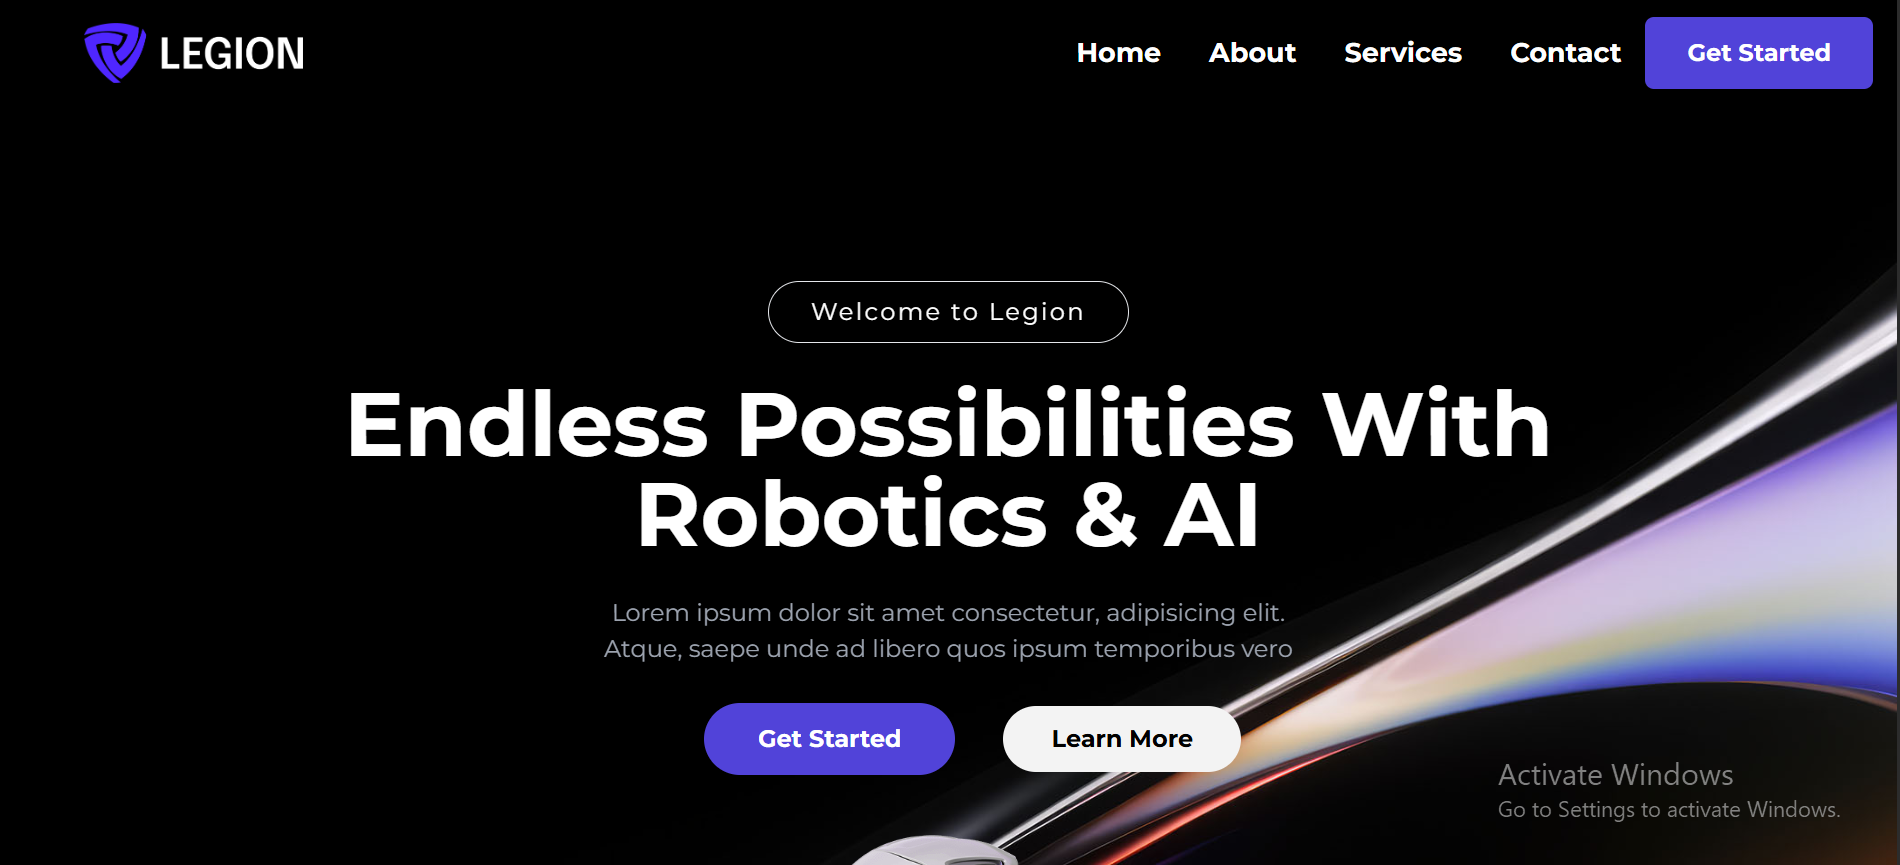 LEGION
Home About Services Contact Get Started
Welcome to Legion
Endless Possibilities With
Robotics & AI
Lorem ipsum dolor sit amet consectetur, adipisicing elit.
Atque, saepe unde ad libero quos ipsum temporibus vero
Get Started Learn More
Activate Windows
Go to Settings to activate Windows.